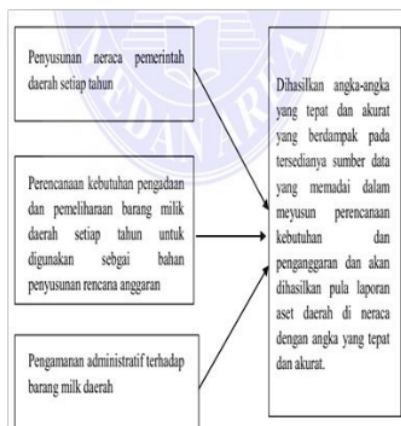 Penyusunan neraca pemerintah
daerah setiap tahun
Perencanaan kebutuhan pengadaan
dan pemeliharaan barang milik
daerah setiap tahun untuk
digunakan sebgai bahan
penyusunan rencana anggaran
Pengamanan administratif terhadap
barang milk daerah
Dihasilkan angka-angka
yang tepat dan akurat
yang berdampak pada
tersedianya sumber data
yang memadai dalam
meyusun perencanaan
kebutuhan dan
penganggaran dan akan
dihasilkan pula laporan
aset daerah di neraca
dengan angka yang tepat
dan akurat.
MEDAN AREA